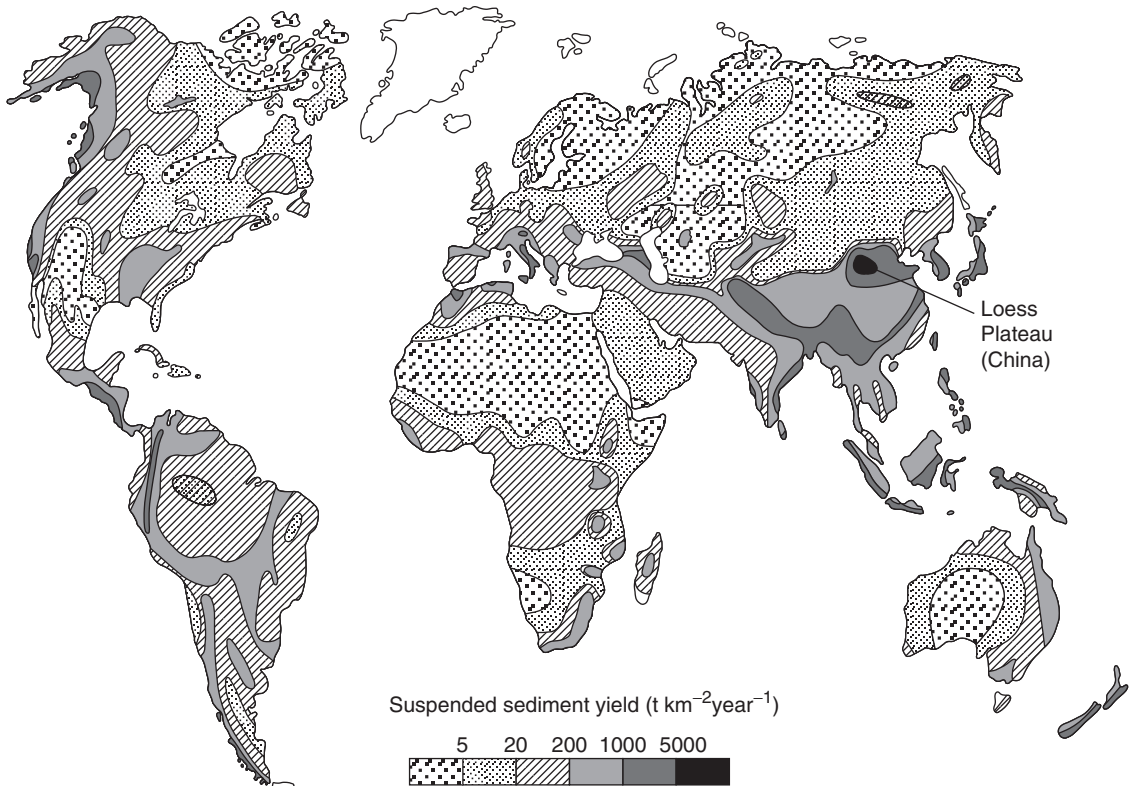 Loess
Plateau
(China)
Suspended sediment yield (t km⁻²year⁻¹)
5 20 200 1000 5000